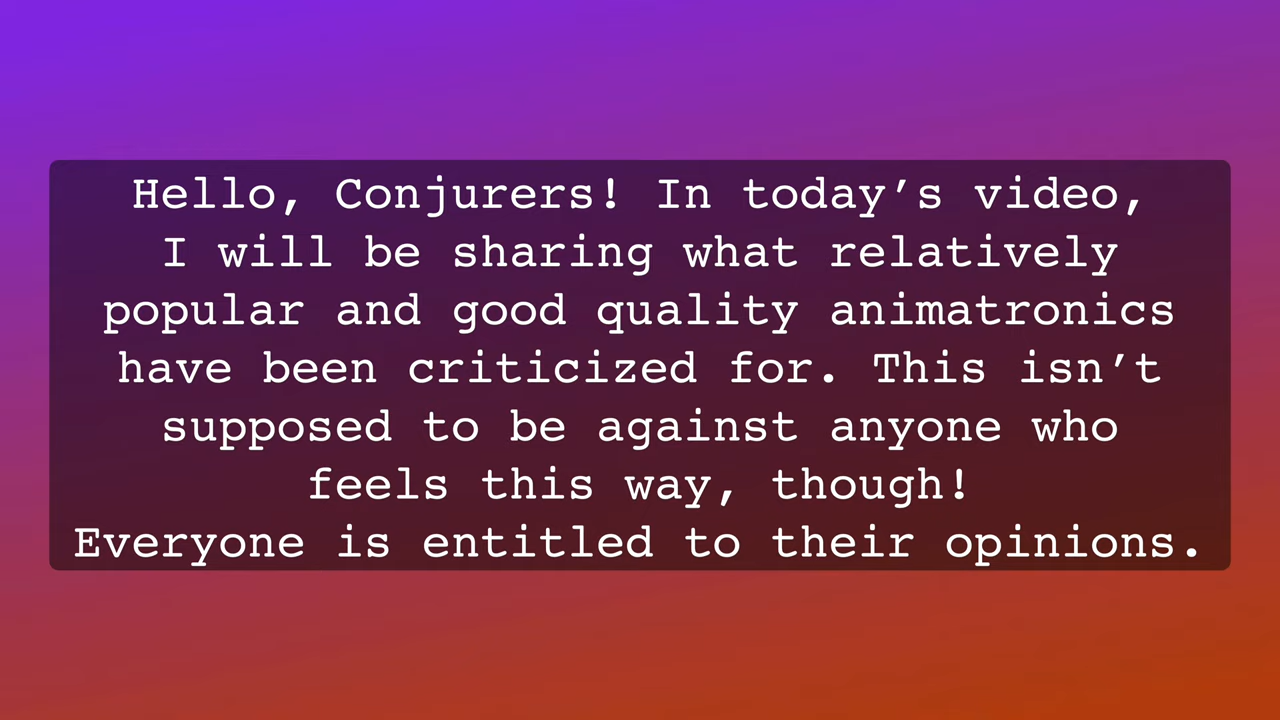 Hello, Conjurers! In today’s video,
I will be sharing what relatively
popular and good quality animatronics
have been criticized for. This isn’t
supposed to be against anyone who
feels this way, though!
Everyone is entitled to their opinions.